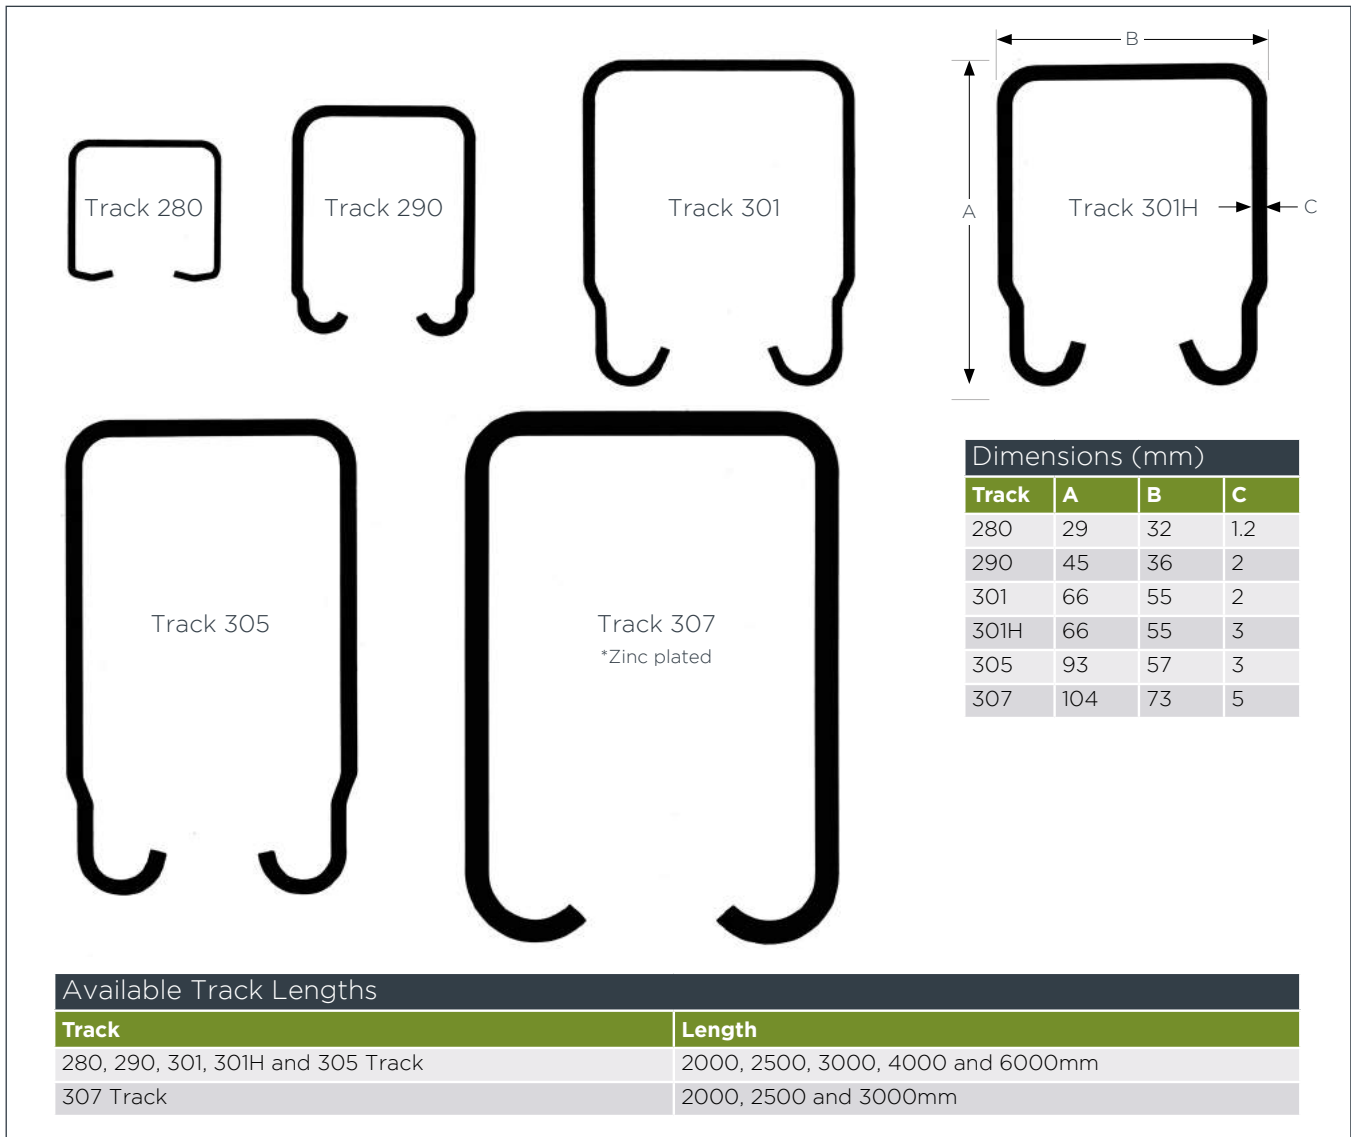 B
Track 280
Track 290
Track 301
A
Track 301H
C
Track 305
Track 307
*Zinc plated
Dimensions (mm)
Track A B C
280 29 32 1.2
290 45 36 2
301 66 55 2
301H 66 55 3
305 93 57 3
307 104 73 5
Available Track Lengths
Track Length
280, 290, 301, 301H and 305 Track 2000, 2500, 3000, 4000 and 6000mm
307 Track 2000, 2500 and 3000mm